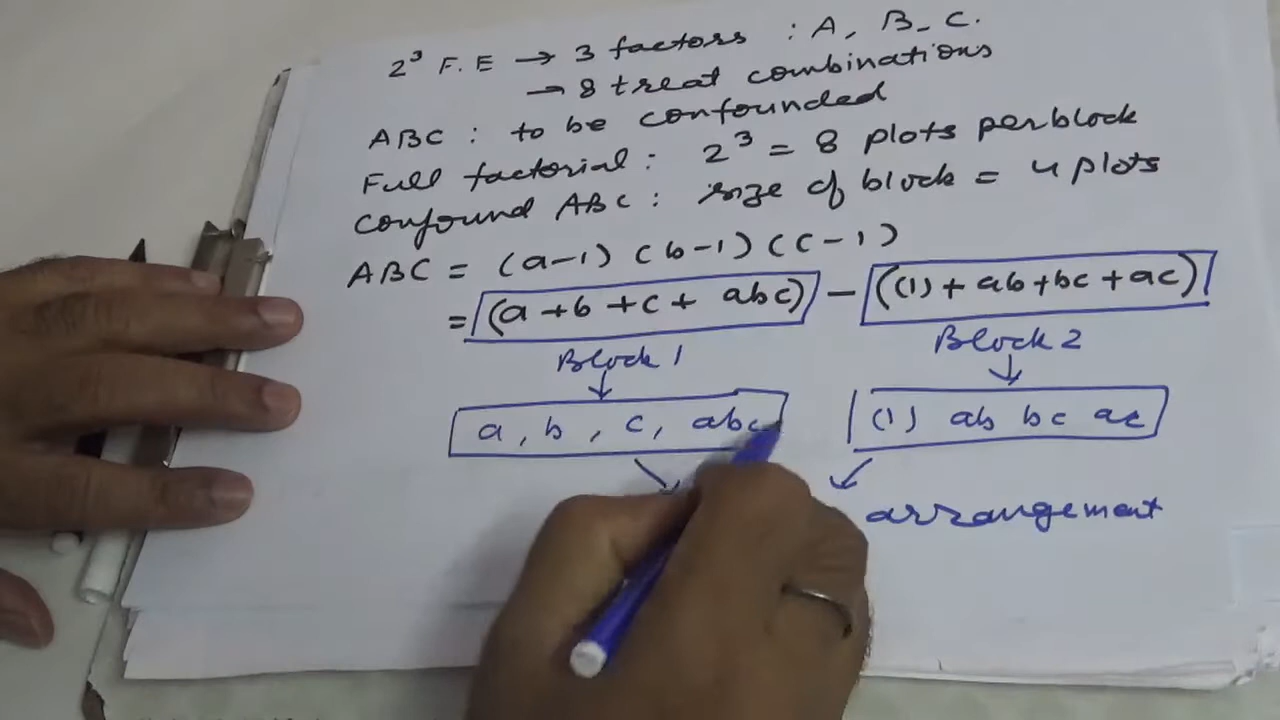 2³ F.E → 3 factors : A, B, C.
→ 8 treat combinations
ABC : to be confounded
Full factorial : 2³ = 8 plots per block
Confound ABC : size of block = 4 plots
ABC = (a-1) (b-1) (c-1)
= (a+b+c+ abc) - ((1)+ab+bc+ac)
Block 1 Block 2
a, b, c, abc (1) ab bc ac
arrangement